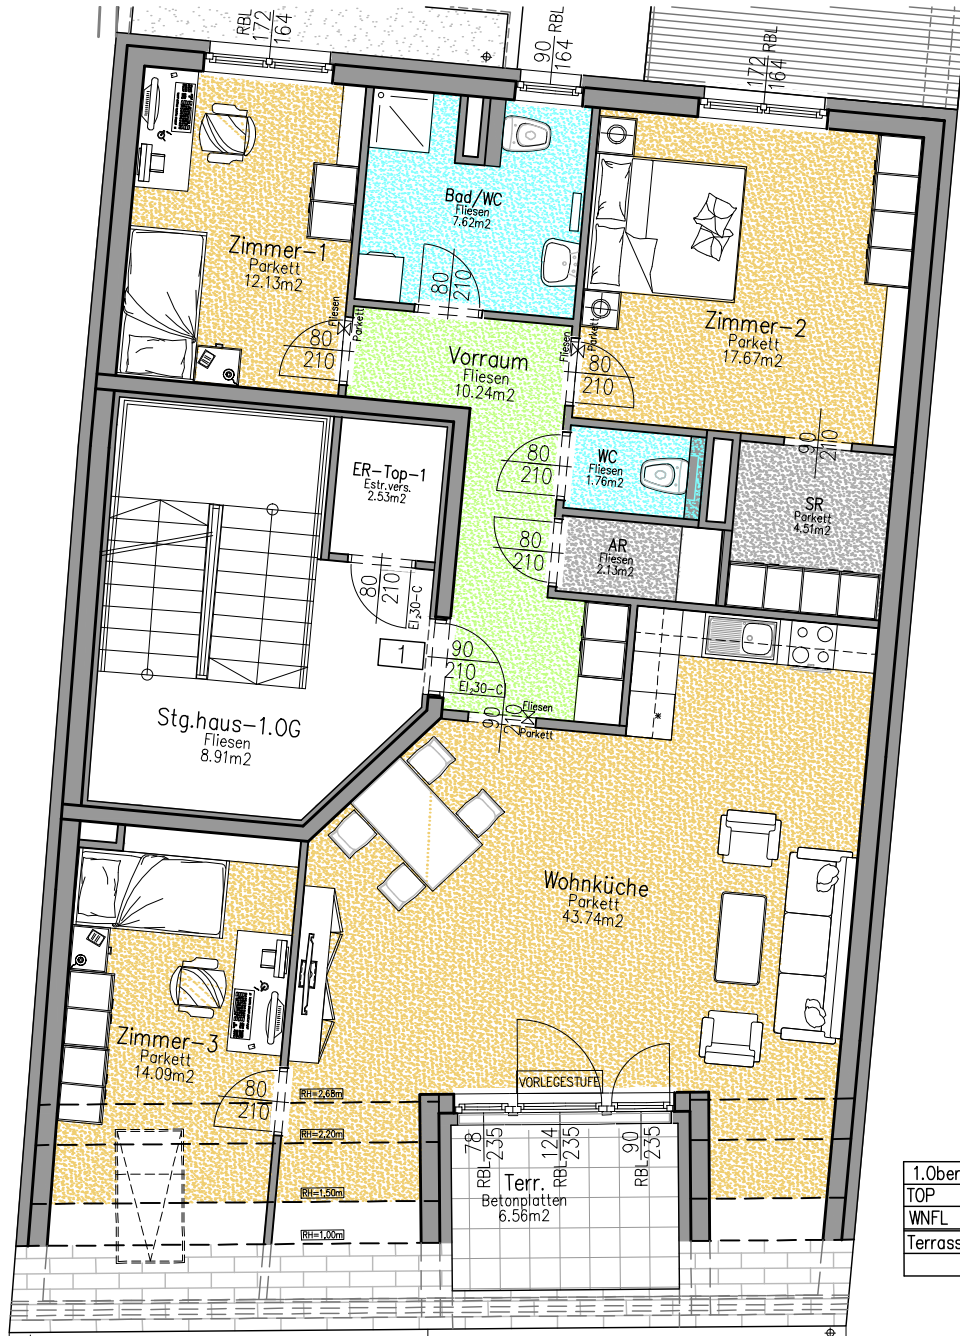 RBL
172
164
90
164
RBL
172
164
RBL
Bad/WC
Fliesen
7.62m2
Zimmer-1
Parkett
12.13m2
80
210
Fliesen
Parkett
80
210
Zimmer-2
Parkett
17.67m2
Vorraum
Fliesen
10.24m2
Fliesen
Parkett
80
210
90
210
ER-Top-1
Estr.vers.
2.53m2
80
210
WC
Fliesen
1.76m2
SR
Parkett
4.51m2
80
210
AR
Fliesen
2.13m2
80
210
EI₂30-C
1
90
210
EI₂30-C
Stg.haus-1.OG
Fliesen
8.91m2
90
210
Fliesen
Parkett
Wohnküche
Parkett
43.74m2
Zimmer-3
Parkett
14.09m2
80
210
RH=2,68m
RH=2,20m
RH=1,50m
RH=1,00m
VORLEGESTUFE
78
235
RBL
124
235
RBL
90
235
RBL
Terr.
Betonplatten
6.56m2
1.Ober
TOP
WNFL
Terrass